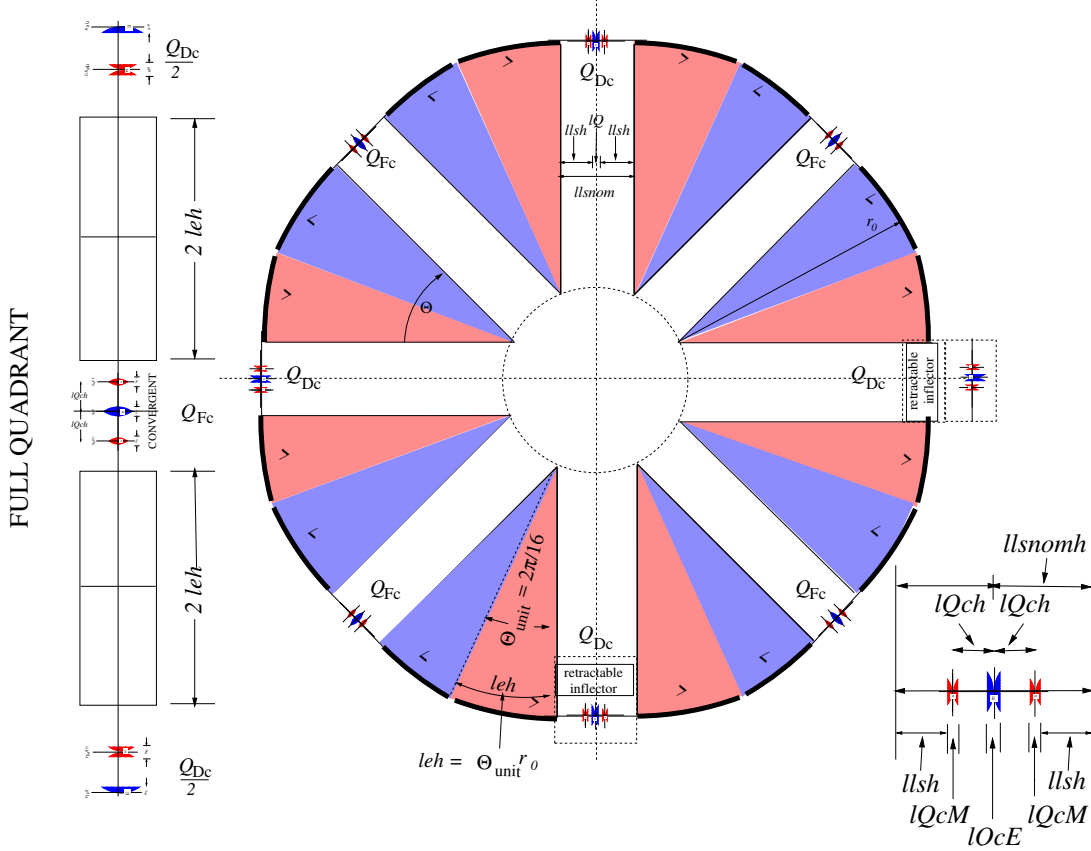 FULL QUADRANT
Q_Dc
2
2 leh
lQch
lQch
CONVERGENT
Q_Fc
2 leh
Q_Dc
2
Q_Dc
lQ
llsh
llsh
llsnom
Q_Fc
Q_Fc
r_0
Θ
Q_Dc
Q_Dc
retractable
inflector
Θ_unit = 2π/16
Q_Fc
Q_Fc
Q_Dc
retractable
inflector
leh
leh = Θ_unit r_0
llsnomh
lQch
lQch
llsh
llsh
lQcM
lQcM
lQcE